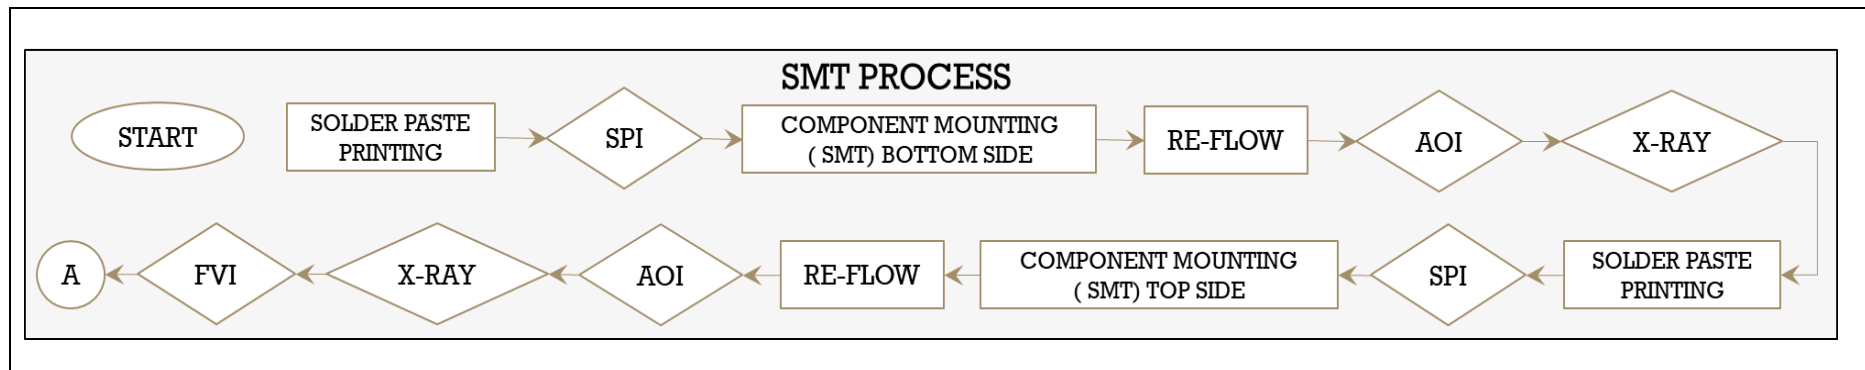 SMT PROCESS
START
SOLDER PASTE
PRINTING
SPI
COMPONENT MOUNTING
( SMT) BOTTOM SIDE
RE-FLOW
AOI
X-RAY
SOLDER PASTE
PRINTING
SPI
COMPONENT MOUNTING
( SMT) TOP SIDE
RE-FLOW
AOI
X-RAY
FVI
A